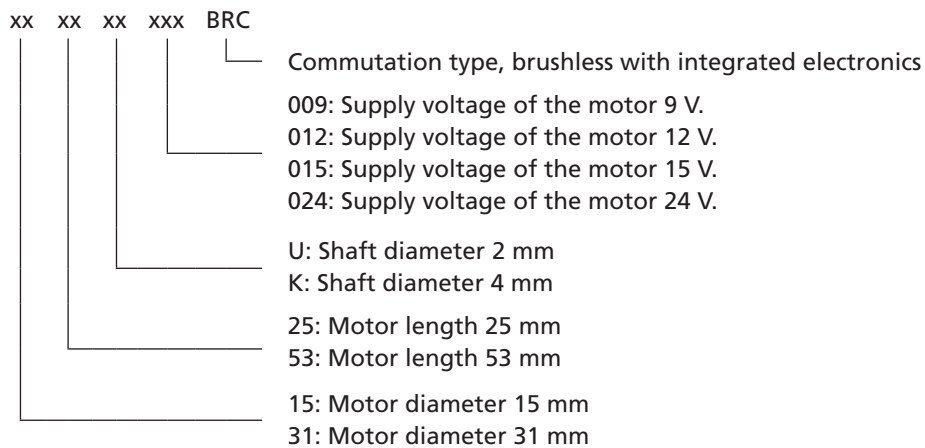 xx xx xx xxx BRC
Commutation type, brushless with integrated electronics
009: Supply voltage of the motor 9 V.
012: Supply voltage of the motor 12 V.
015: Supply voltage of the motor 15 V.
024: Supply voltage of the motor 24 V.
U: Shaft diameter 2 mm
K: Shaft diameter 4 mm
25: Motor length 25 mm
53: Motor length 53 mm
15: Motor diameter 15 mm
31: Motor diameter 31 mm